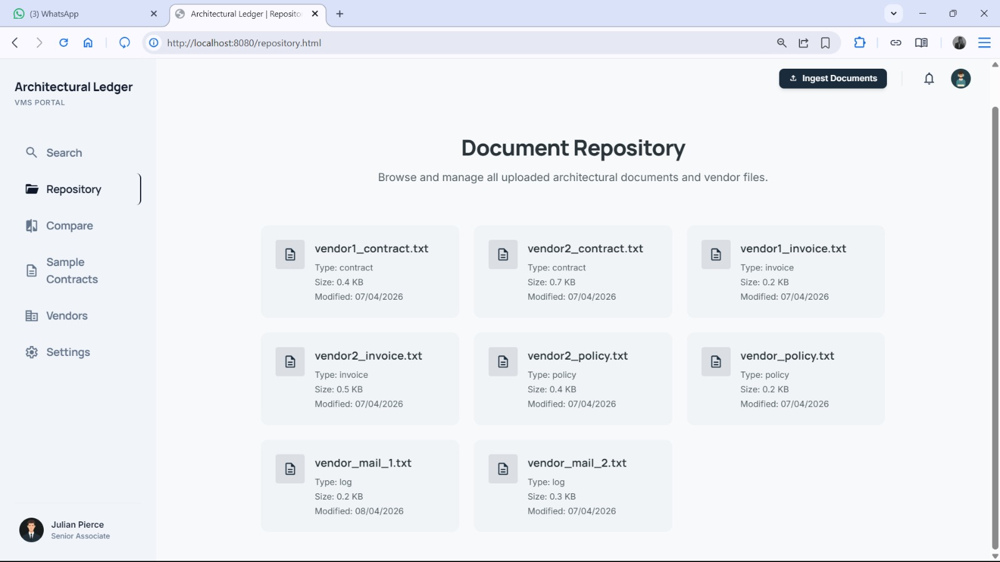 (3) WhatsApp
Architectural Ledger | Reposito
http://localhost:8080/repository.html
Architectural Ledger
VMS PORTAL
Search
Repository
Compare
Sample
Contracts
Vendors
Settings
Julian Pierce
Senior Associate
Ingest Documents
Document Repository
Browse and manage all uploaded architectural documents and vendor files.
vendor1_contract.txt
Type: contract
Size: 0.4 KB
Modified: 07/04/2026
vendor2_contract.txt
Type: contract
Size: 0.7 KB
Modified: 07/04/2026
vendor1_invoice.txt
Type: invoice
Size: 0.2 KB
Modified: 07/04/2026
vendor2_invoice.txt
Type: invoice
Size: 0.5 KB
Modified: 07/04/2026
vendor2_policy.txt
Type: policy
Size: 0.4 KB
Modified: 07/04/2026
vendor_policy.txt
Type: policy
Size: 0.2 KB
Modified: 07/04/2026
vendor_mail_1.txt
Type: log
Size: 0.2 KB
Modified: 08/04/2026
vendor_mail_2.txt
Type: log
Size: 0.3 KB
Modified: 07/04/2026